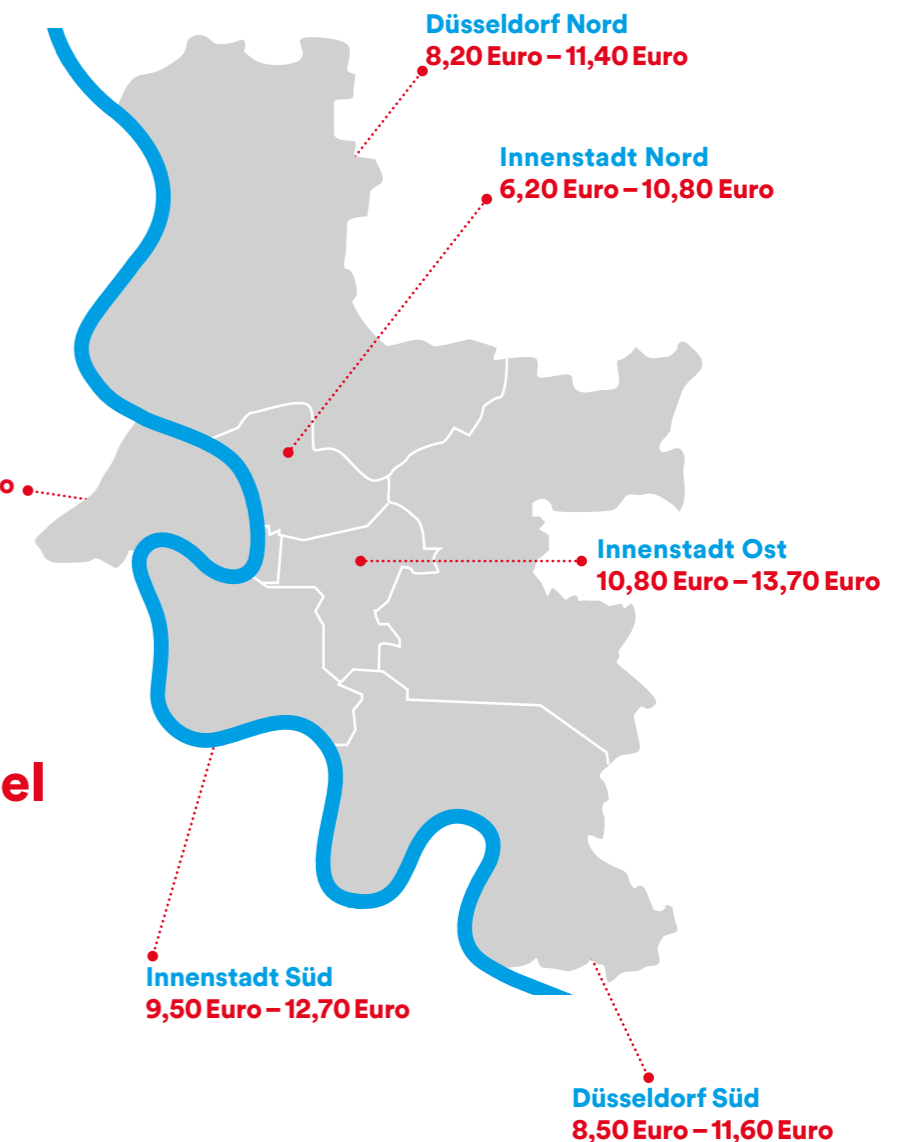 Düsseldorf Nord
8,20 Euro – 11,40 Euro
Innenstadt Nord
6,20 Euro – 10,80 Euro
Innenstadt Ost
10,80 Euro – 13,70 Euro
Innenstadt Süd
9,50 Euro – 12,70 Euro
Düsseldorf Süd
8,50 Euro – 11,60 Euro